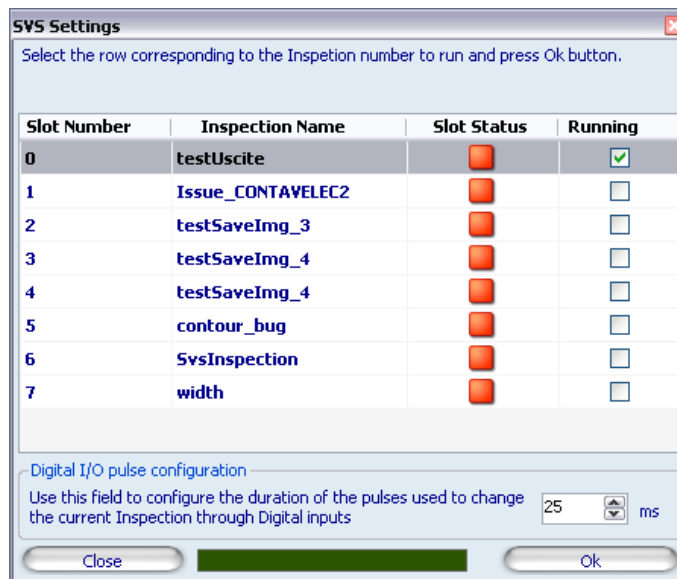 SVS Settings
Select the row corresponding to the Inspetion number to run and press Ok button.
Slot Number Inspection Name Slot Status Running
0 testUscite
1 Issue_CONTAVELEC2
2 testSaveImg_3
3 testSaveImg_4
4 testSaveImg_4
5 contour_bug
6 SvsInspection
7 width
Digital I/O pulse configuration
Use this field to configure the duration of the pulses used to change
the current Inspection through Digital inputs
25 ms
Close Ok